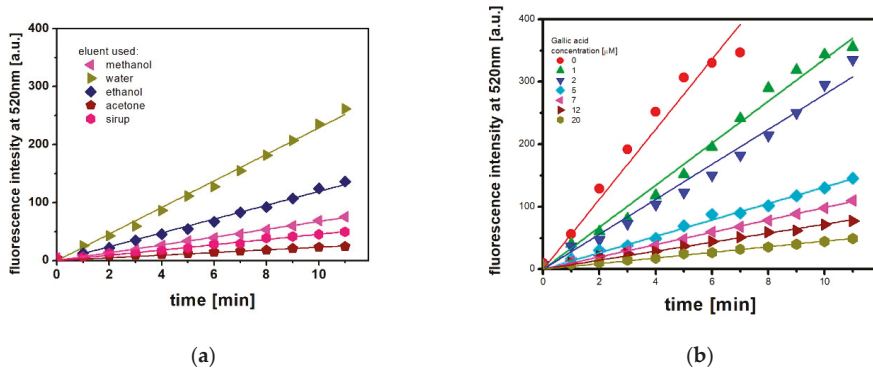 400
300
200
100
0
0
2
4
6
8
10
fluorescence intesity at 520nm [a.u.]
time [min]
eluent used:
methanol
water
ethanol
acetone
sirup
(a)
400
300
200
100
0
0
2
4
6
8
10
fluorescence intensity at 520nm [a.u.]
time [min]
Gallic acid
concentration [µM]
0
1
2
5
7
12
20
(b)